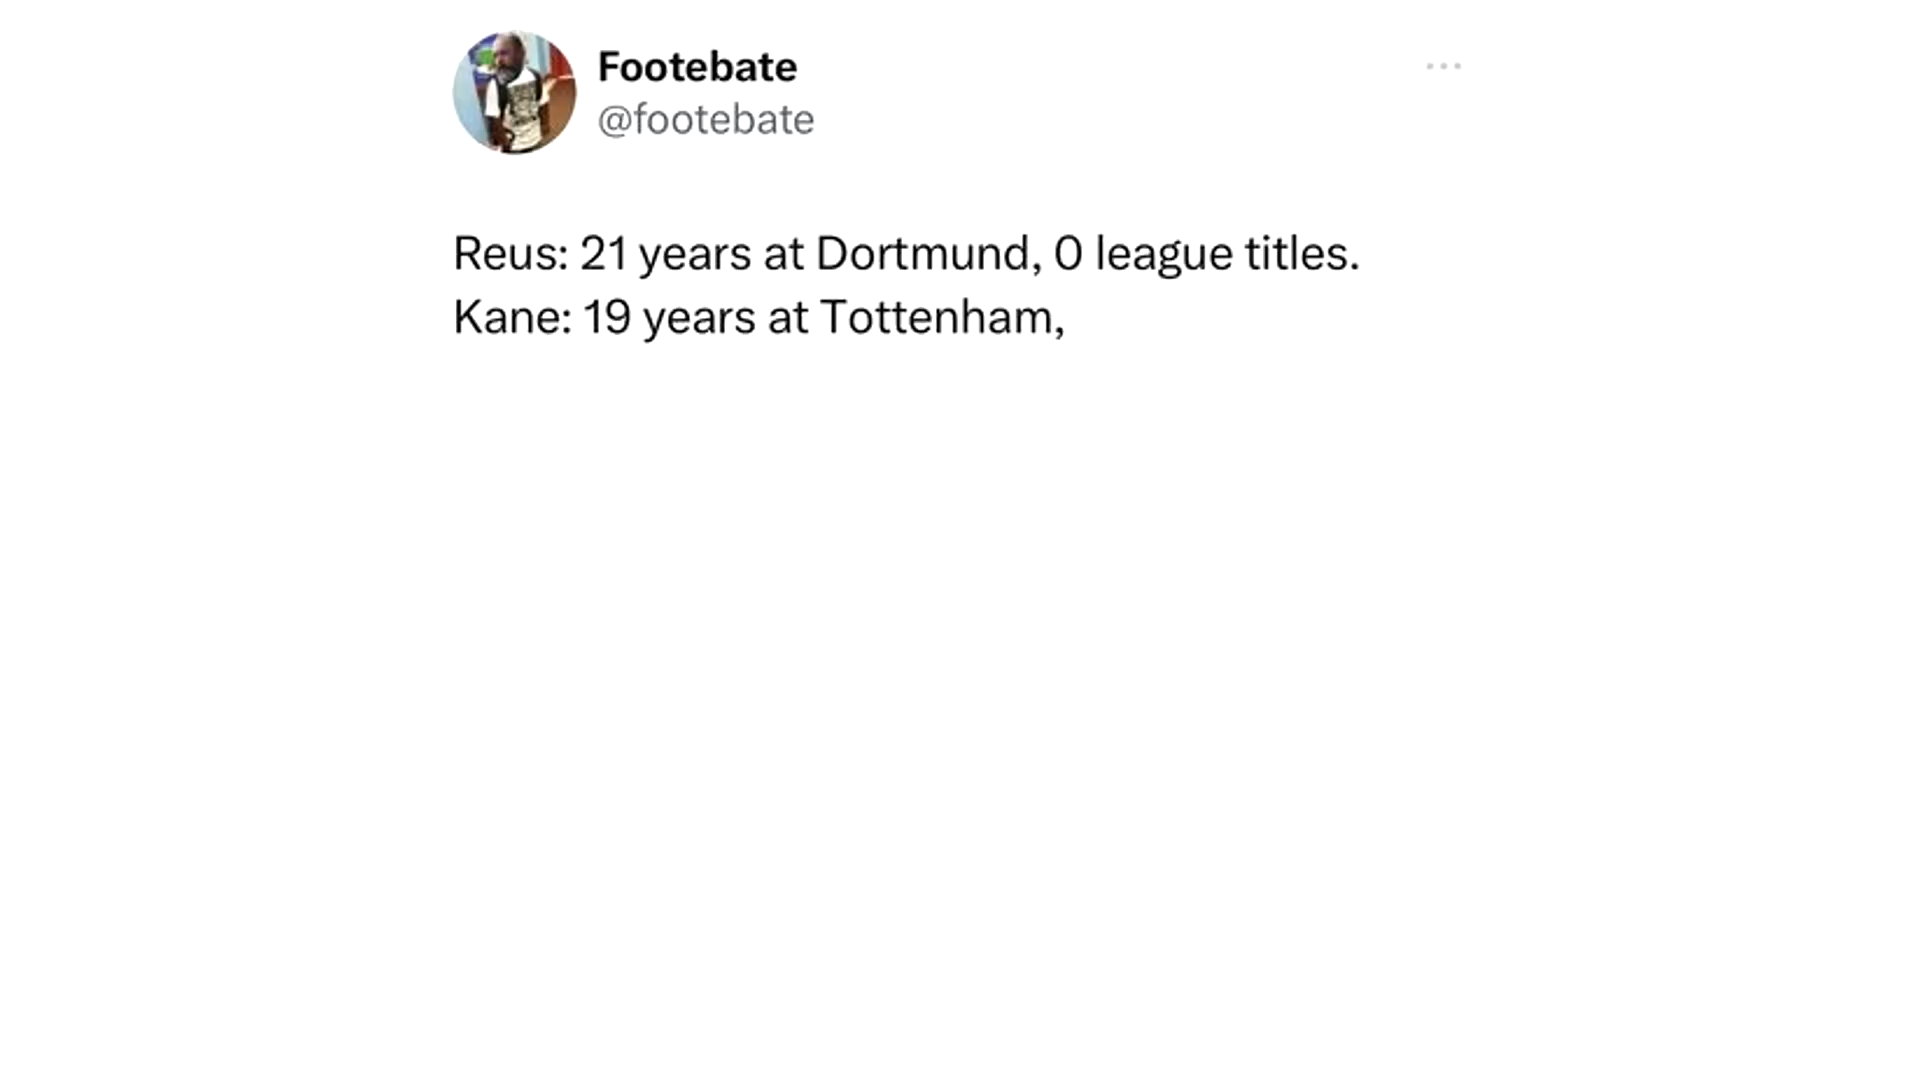 Footebate
@footebate
Reus: 21 years at Dortmund, 0 league titles.
Kane: 19 years at Tottenham,